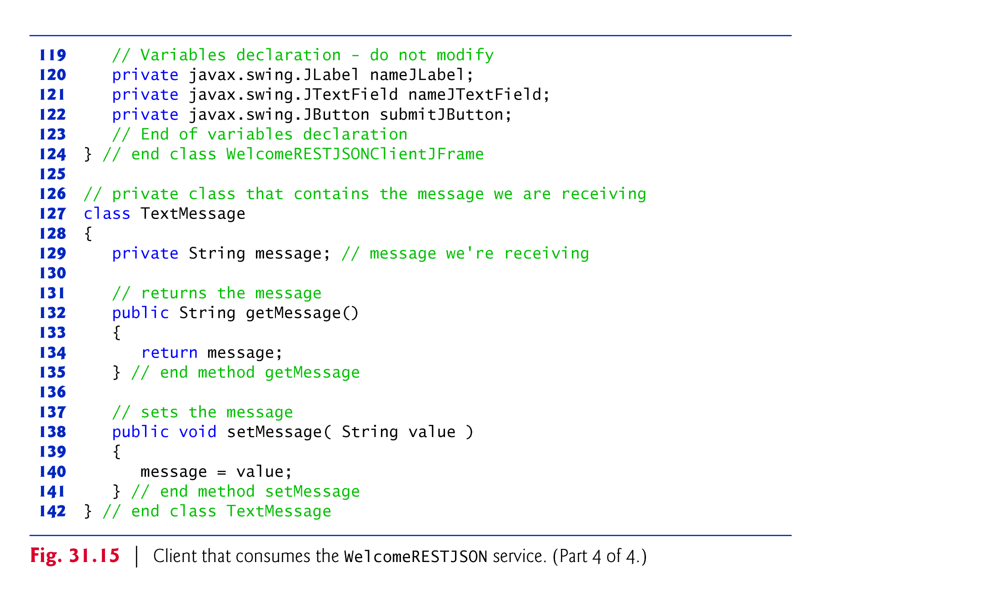 119     // Variables declaration - do not modify
120     private javax.swing.JLabel nameJLabel;
121     private javax.swing.JTextField nameJTextField;
122     private javax.swing.JButton submitJButton;
123     // End of variables declaration
124  } // end class WelcomeRESTJSONClientJFrame
125
126  // private class that contains the message we are receiving
127  class TextMessage
128  {
129     private String message; // message we're receiving
130
131     // returns the message
132     public String getMessage()
133     {
134        return message;
135     } // end method getMessage
136
137     // sets the message
138     public void setMessage( String value )
139     {
140        message = value;
141     } // end method setMessage
142  } // end class TextMessage
Fig. 31.15 | Client that consumes the WelcomeRESTJSON service. (Part 4 of 4.)